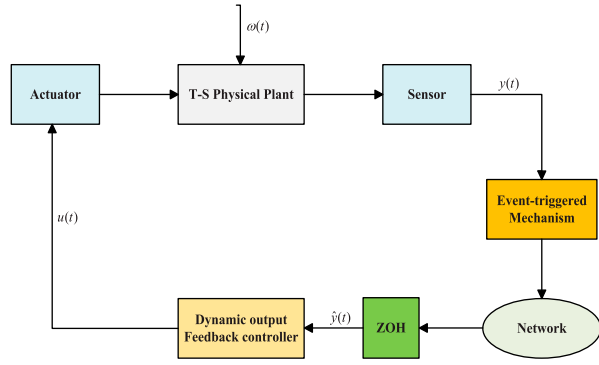 ω(t)
Actuator
T-S Physical Plant
Sensor
y(t)
Event-triggered
Mechanism
u(t)
Dynamic output
Feedback controller
ŷ(t)
ZOH
Network